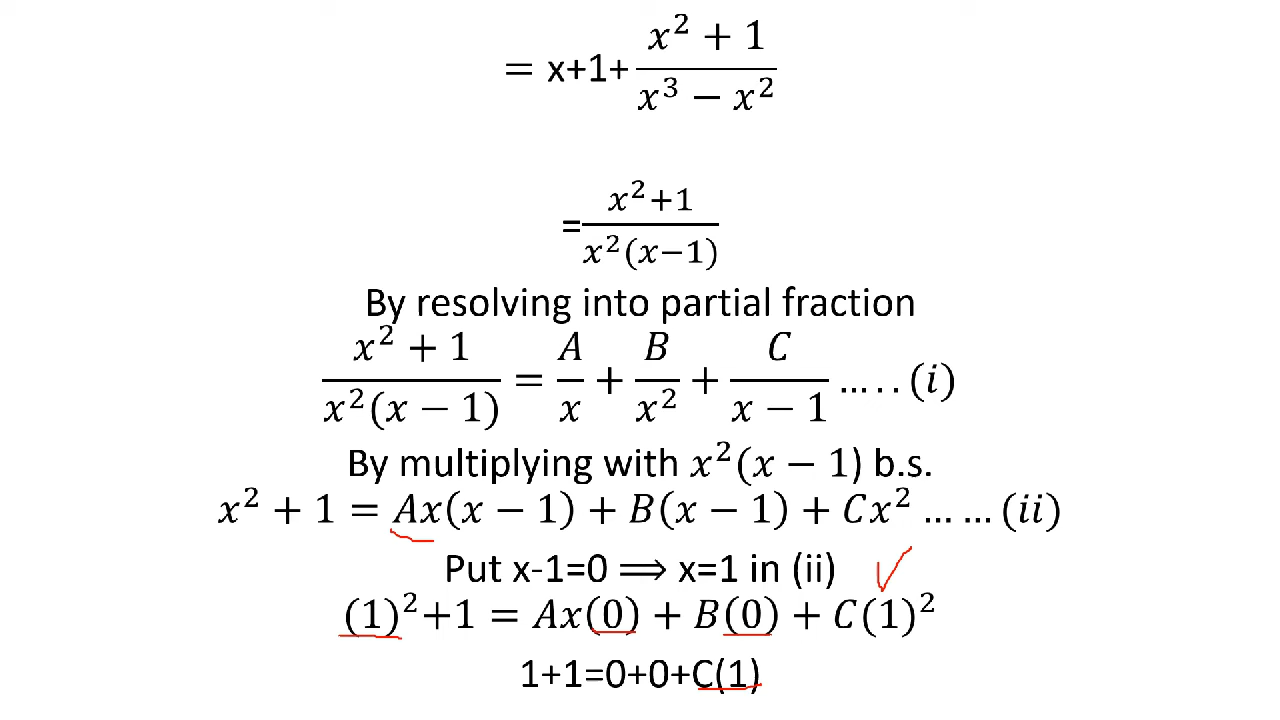 = x+1+ (x² + 1)/(x³ − x²)
= (x²+1)/(x²(x−1))
By resolving into partial fraction
(x² + 1)/(x²(x − 1)) = A/x + B/x² + C/(x − 1) … . . (i)
By multiplying with x²(x − 1) b.s.
x² + 1 = Ax(x − 1) + B(x − 1) + Cx² … … (ii)
Put x-1=0 ⟹ x=1 in (ii)
(1)²+1 = Ax(0) + B(0) + C(1)²
1+1=0+0+C(1)